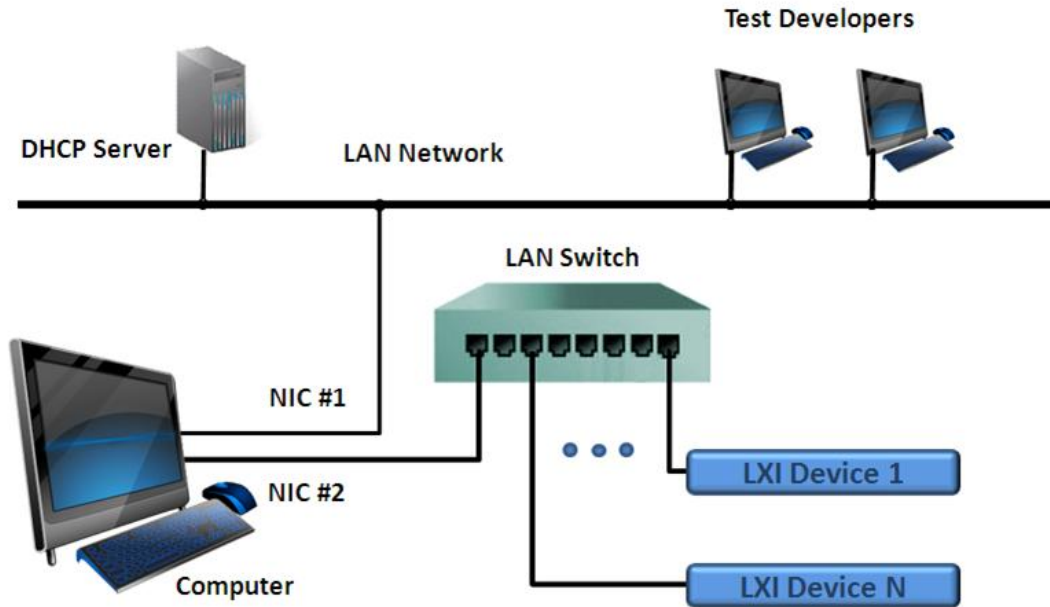 Test Developers
DHCP Server
LAN Network
LAN Switch
NIC #1
NIC #2
LXI Device 1
Computer
LXI Device N